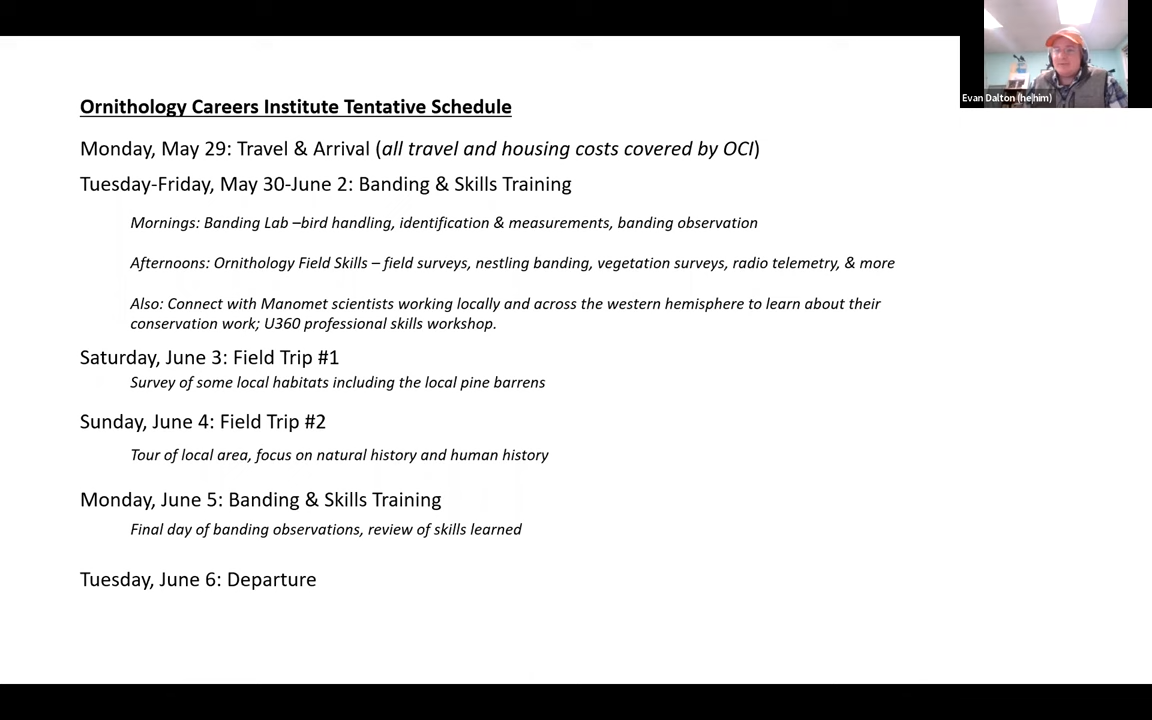 Evan Dalton (he|him)
Ornithology Careers Institute Tentative Schedule
Monday, May 29: Travel & Arrival (all travel and housing costs covered by OCI)
Tuesday-Friday, May 30-June 2: Banding & Skills Training
Mornings: Banding Lab –bird handling, identification & measurements, banding observation
Afternoons: Ornithology Field Skills – field surveys, nestling banding, vegetation surveys, radio telemetry, & more
Also: Connect with Manomet scientists working locally and across the western hemisphere to learn about their
conservation work; U360 professional skills workshop.
Saturday, June 3: Field Trip #1
Survey of some local habitats including the local pine barrens
Sunday, June 4: Field Trip #2
Tour of local area, focus on natural history and human history
Monday, June 5: Banding & Skills Training
Final day of banding observations, review of skills learned
Tuesday, June 6: Departure